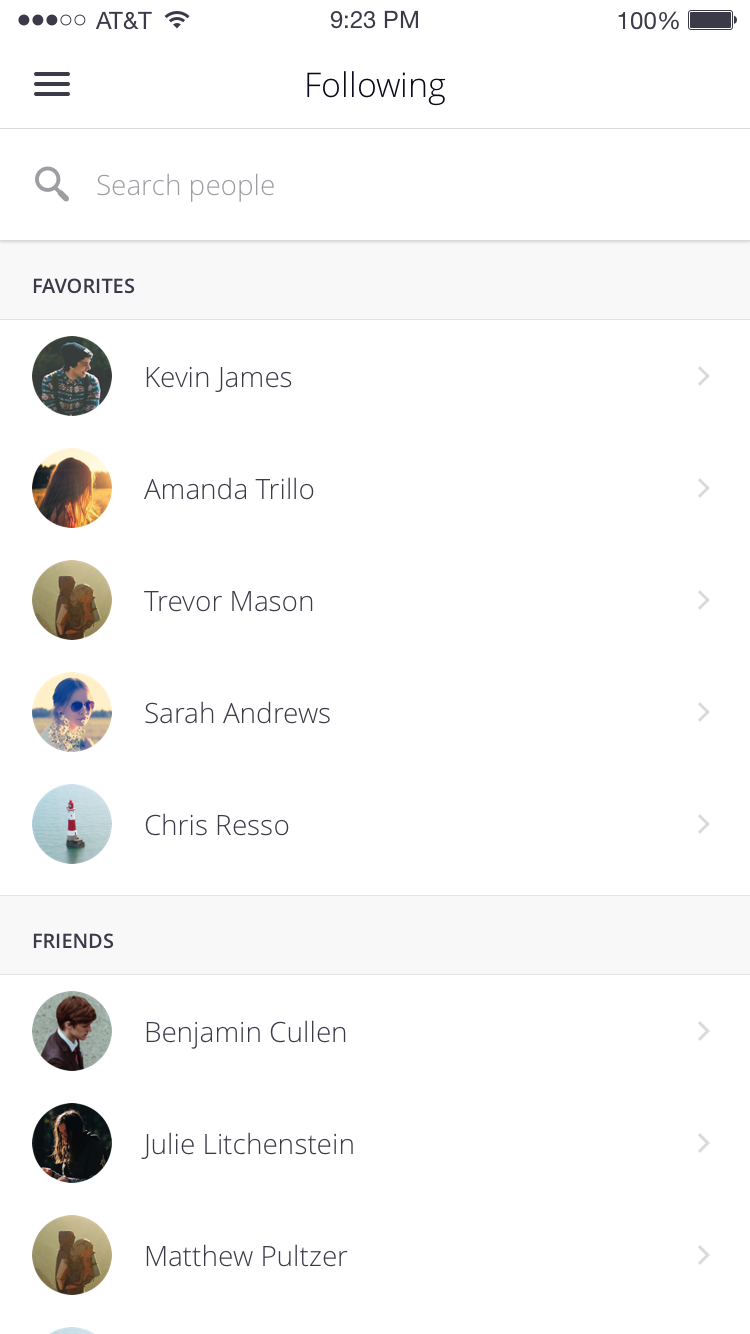 AT&T 9:23 PM 100%
Following
Search people
FAVORITES
Kevin James
Amanda Trillo
Trevor Mason
Sarah Andrews
Chris Resso
FRIENDS
Benjamin Cullen
Julie Litchenstein
Matthew Pultzer